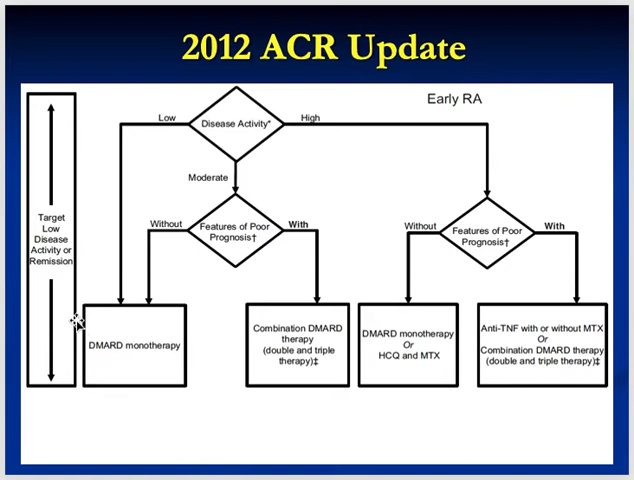 2012 ACR Update
Early RA
Low
Disease Activity*
High
Moderate
Without
Features of Poor
Prognosis†
With
Without
Features of Poor
Prognosis†
With
Target
Low
Disease
Activity or
Remission
DMARD monotherapy
Combination DMARD
therapy
(double and triple
therapy)‡
DMARD monotherapy
Or
HCQ and MTX
Anti-TNF with or without MTX
Or
Combination DMARD therapy
(double and triple therapy)‡